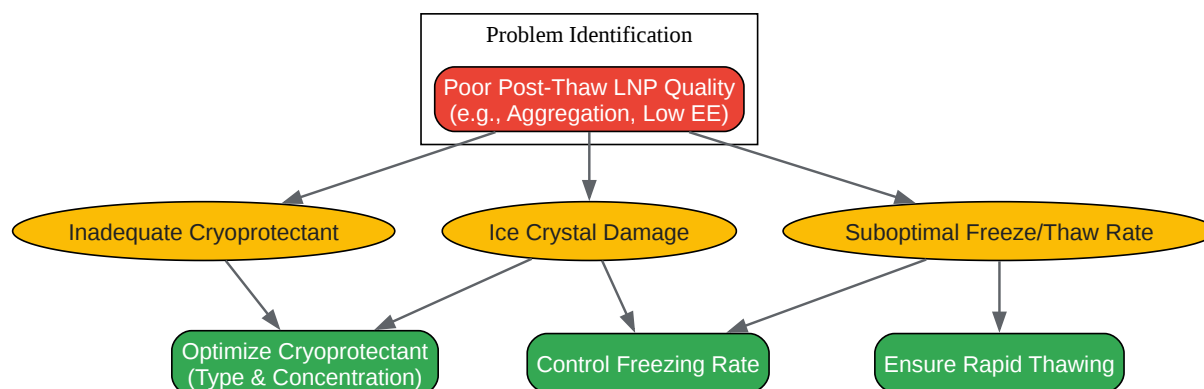 Problem Identification
Poor Post-Thaw LNP Quality
(e.g., Aggregation, Low EE)
Inadequate Cryoprotectant
Ice Crystal Damage
Suboptimal Freeze/Thaw Rate
Optimize Cryoprotectant
(Type & Concentration)
Control Freezing Rate
Ensure Rapid Thawing